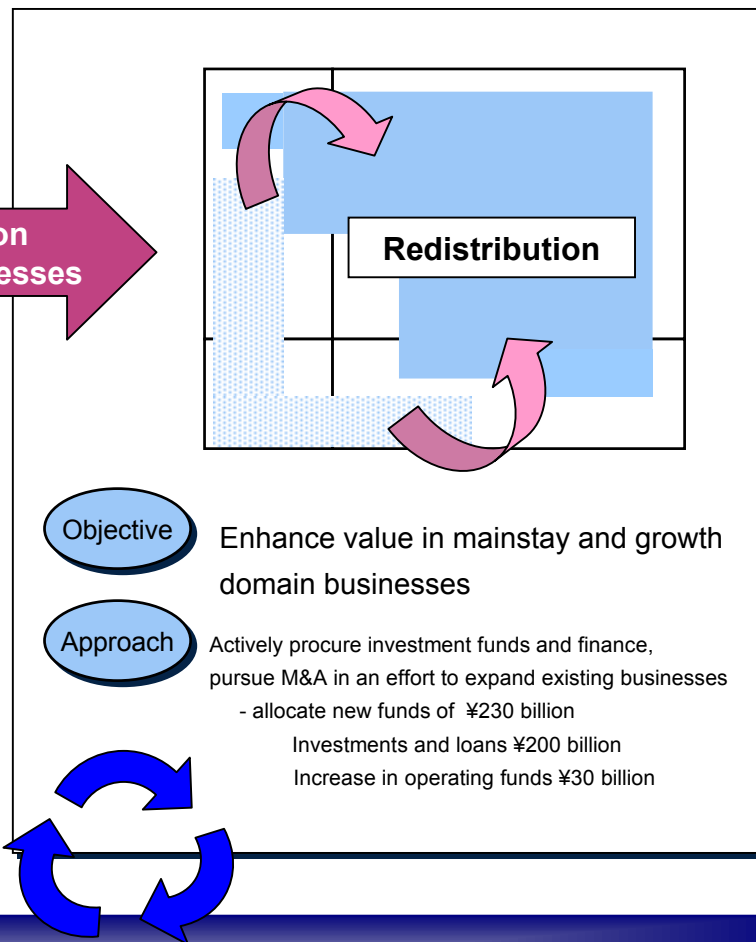 Redistribution
Objective
Enhance value in mainstay and growth
domain businesses
Approach
Actively procure investment funds and finance,
pursue M&A in an effort to expand existing businesses
- allocate new funds of ¥230 billion
Investments and loans ¥200 billion
Increase in operating funds ¥30 billion